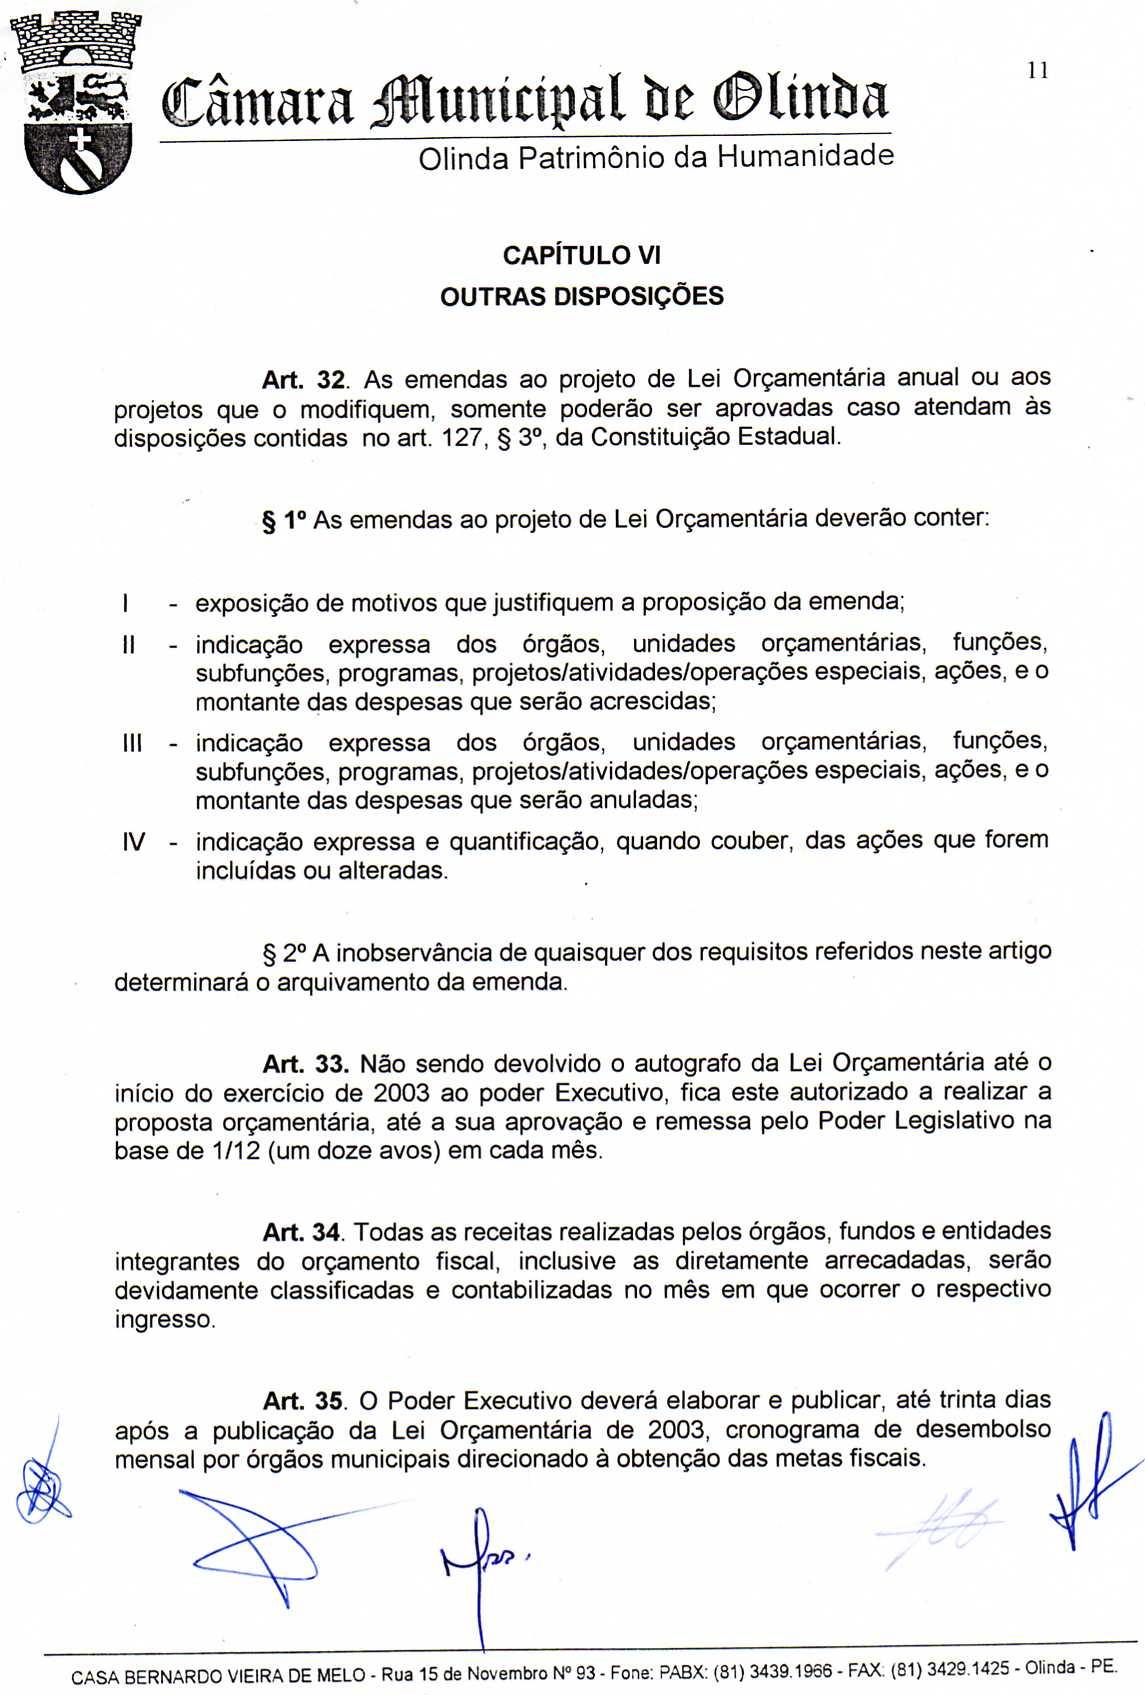 11
Câmara Municipal de Olinda
Olinda Patrimônio da Humanidade
CAPÍTULO VI
OUTRAS DISPOSIÇÕES
Art. 32. As emendas ao projeto de Lei Orçamentária anual ou aos
projetos que o modifiquem, somente poderão ser aprovadas caso atendam às
disposições contidas no art. 127, § 3º, da Constituição Estadual.
§ 1º As emendas ao projeto de Lei Orçamentária deverão conter:
I - exposição de motivos que justifiquem a proposição da emenda;
II - indicação expressa dos órgãos, unidades orçamentárias, funções,
subfunções, programas, projetos/atividades/operações especiais, ações, e o
montante das despesas que serão acrescidas;
III - indicação expressa dos órgãos, unidades orçamentárias, funções,
subfunções, programas, projetos/atividades/operações especiais, ações, e o
montante das despesas que serão anuladas;
IV - indicação expressa e quantificação, quando couber, das ações que forem
incluídas ou alteradas.
§ 2º A inobservância de quaisquer dos requisitos referidos neste artigo
determinará o arquivamento da emenda.
Art. 33. Não sendo devolvido o autografo da Lei Orçamentária até o
início do exercício de 2003 ao poder Executivo, fica este autorizado a realizar a
proposta orçamentária, até a sua aprovação e remessa pelo Poder Legislativo na
base de 1/12 (um doze avos) em cada mês.
Art. 34. Todas as receitas realizadas pelos órgãos, fundos e entidades
integrantes do orçamento fiscal, inclusive as diretamente arrecadadas, serão
devidamente classificadas e contabilizadas no mês em que ocorrer o respectivo
ingresso.
Art. 35. O Poder Executivo deverá elaborar e publicar, até trinta dias
após a publicação da Lei Orçamentária de 2003, cronograma de desembolso
mensal por órgãos municipais direcionado à obtenção das metas fiscais.
CASA BERNARDO VIEIRA DE MELO - Rua 15 de Novembro Nº 93 - Fone: PABX: (81) 3439.1966 - FAX: (81) 3429.1425 - Olinda - PE.